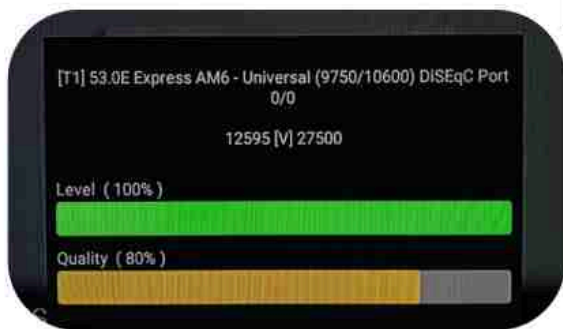 [T1] 53.0E Express AM6 - Universal (9750/10600) DiSEqC Port
0/0
12595 [V] 27500
Level ( 100% )
Quality ( 80% )